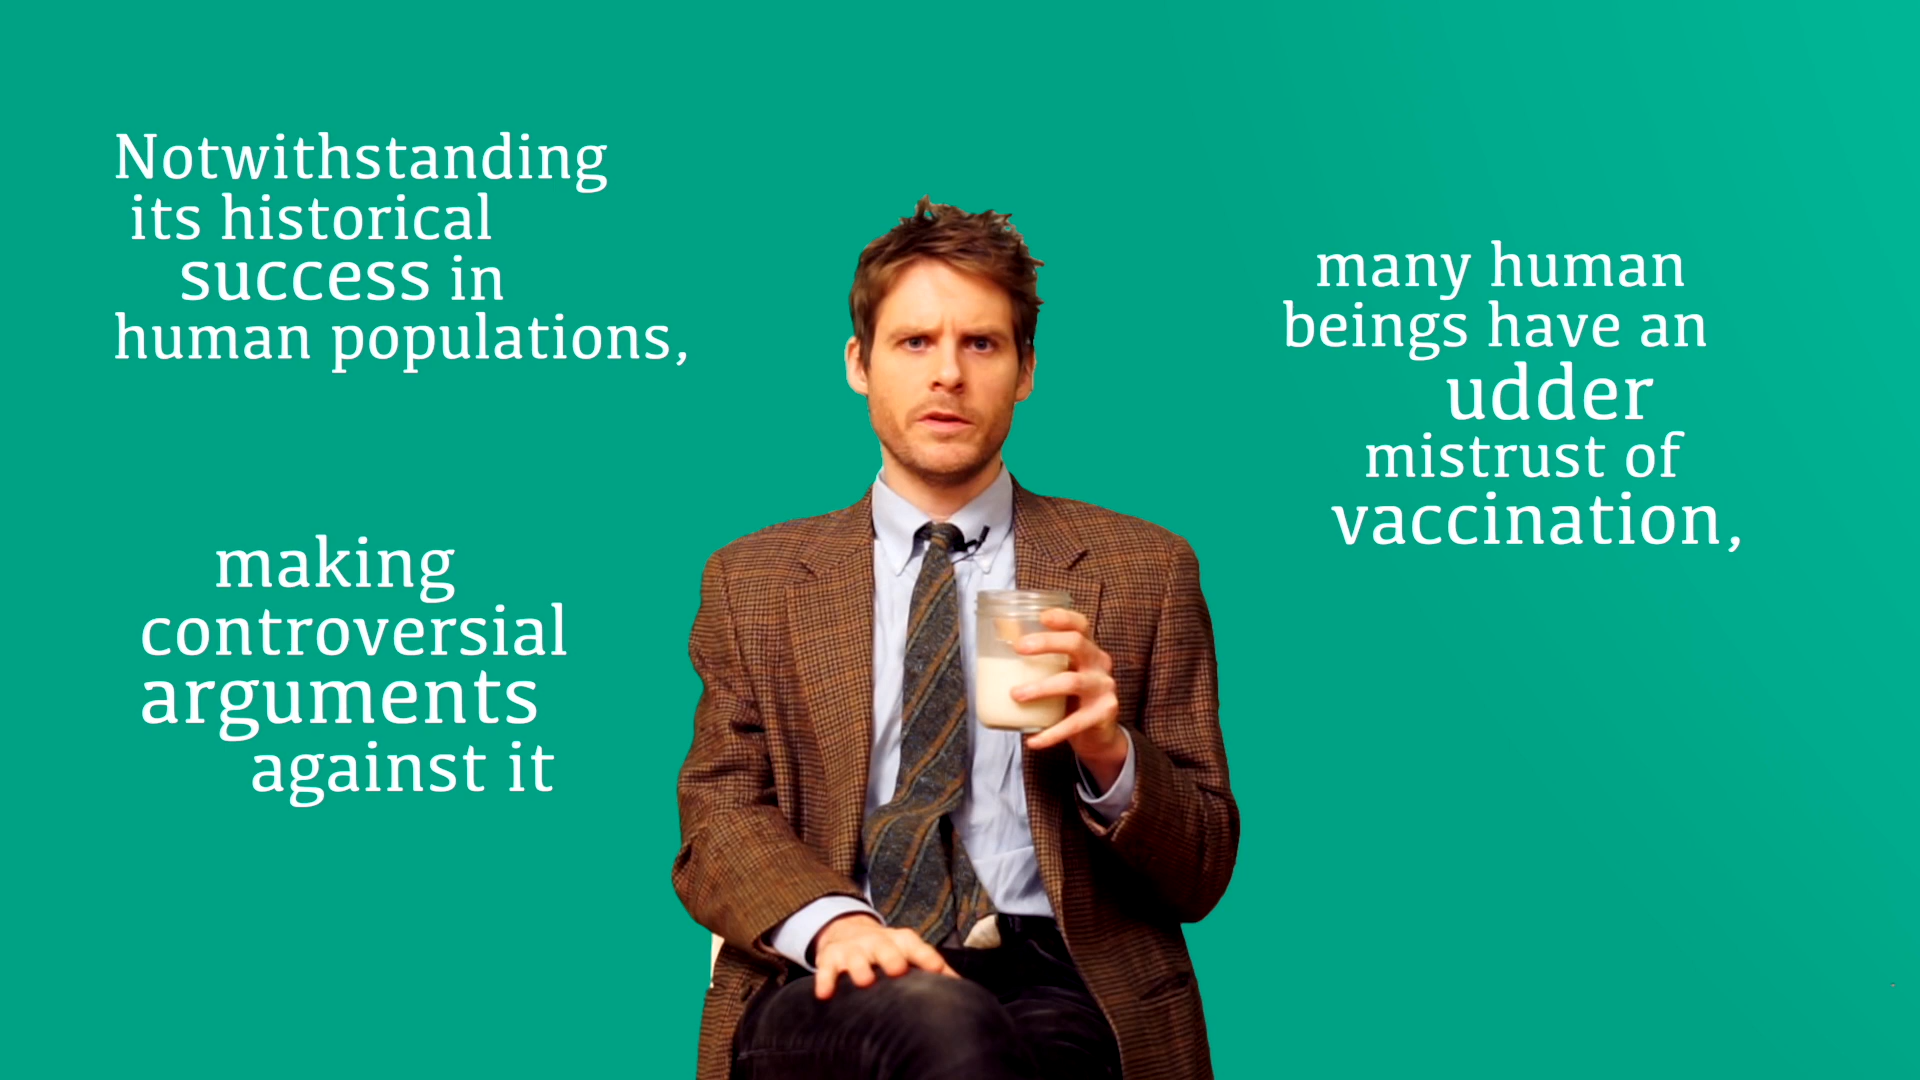 Notwithstanding
its historical
success in
human populations,
many human
beings have an
udder
mistrust of
vaccination,
making
controversial
arguments
against it